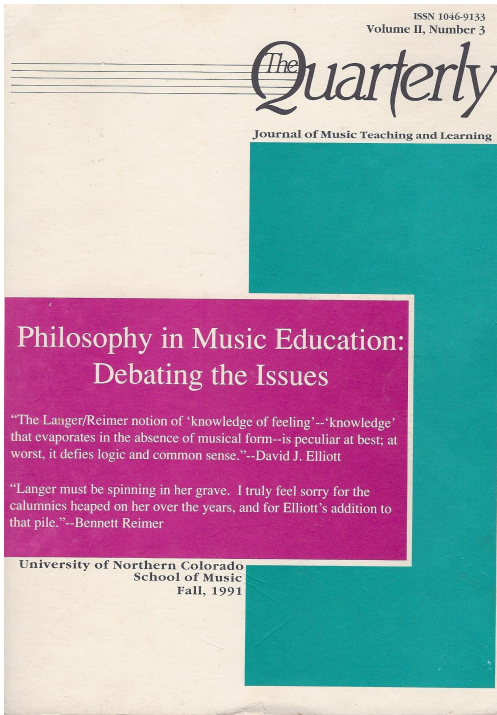 ISSN 1046-9133
Volume II, Number 3
The
Quarterly
Journal of Music Teaching and Learning
Philosophy in Music Education:
Debating the Issues
“The Langer/Reimer notion of ‘knowledge of feeling’--‘knowledge’
that evaporates in the absence of musical form--is peculiar at best; at
worst, it defies logic and common sense.”--David J. Elliott
“Langer must be spinning in her grave.  I truly feel sorry for the
calumnies heaped on her over the years, and for Elliott’s addition to
that pile.”--Bennett Reimer
University of Northern Colorado
School of Music
Fall, 1991